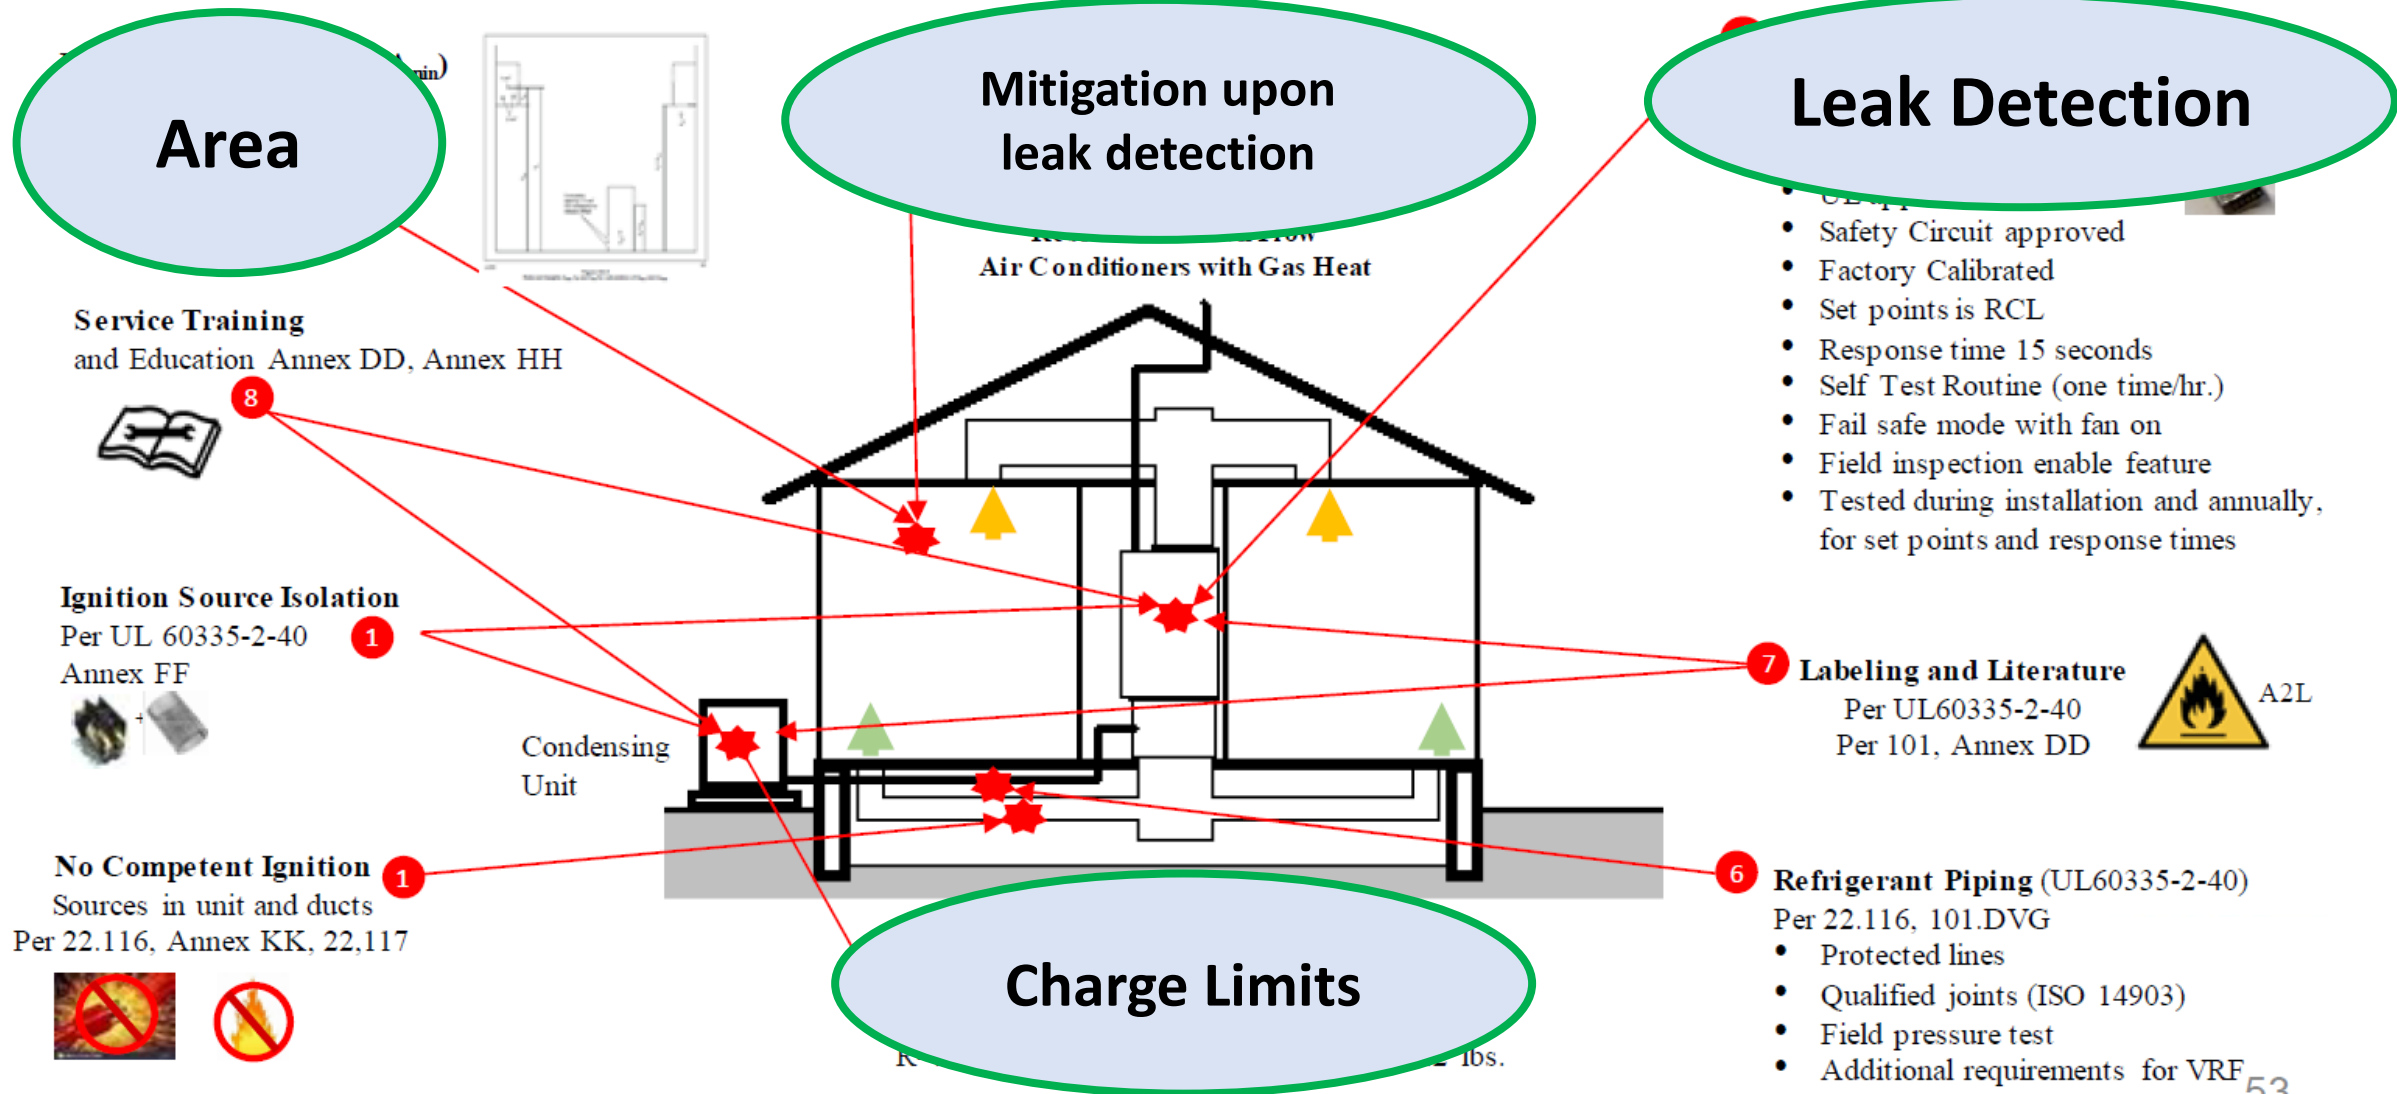 Area
min)
Mitigation upon
leak detection
Leak Detection
Air Conditioners with Gas Heat
• Safety Circuit approved
• Factory Calibrated
• Set points is RCL
• Response time 15 seconds
• Self Test Routine (one time/hr.)
• Fail safe mode with fan on
• Field inspection enable feature
• Tested during installation and annually,
for set points and response times
Service Training
and Education Annex DD, Annex HH
8
Ignition Source Isolation
Per UL 60335-2-40
Annex FF
1
+
Condensing
Unit
7
Labeling and Literature
Per UL60335-2-40
Per 101, Annex DD
A2L
No Competent Ignition
1
Sources in unit and ducts
Per 22.116, Annex KK, 22,117
6
Refrigerant Piping (UL60335-2-40)
Per 22.116, 101.DVG
• Protected lines
• Qualified joints (ISO 14903)
• Field pressure test
• Additional requirements for VRF
Charge Limits
lbs.
53